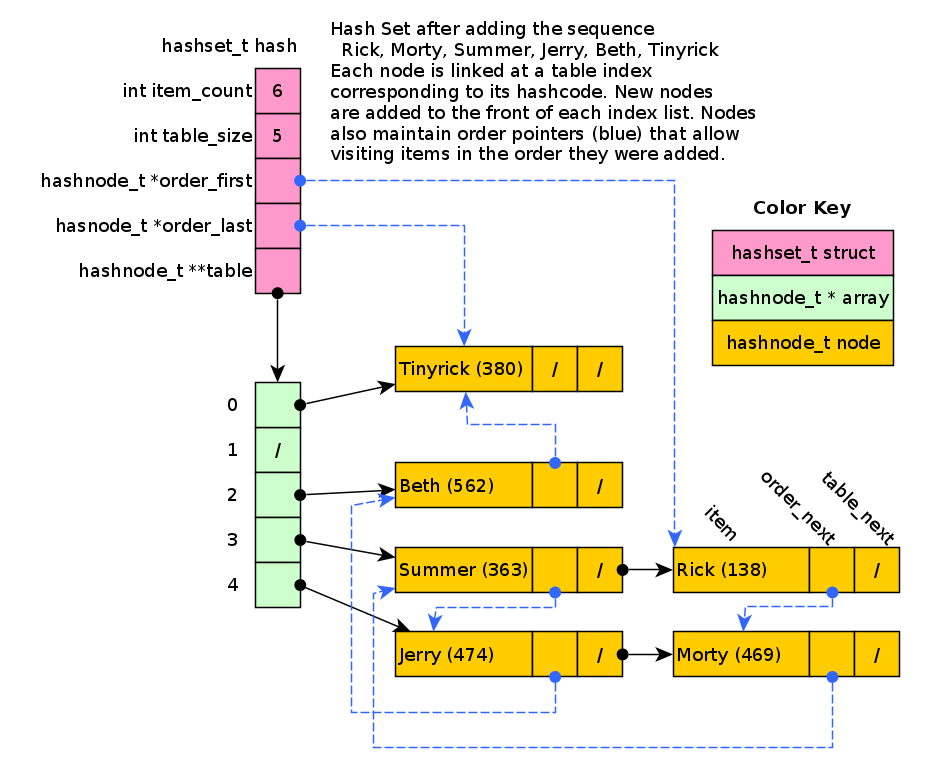 Hash Set after adding the sequence
Rick, Morty, Summer, Jerry, Beth, Tinyrick
Each node is linked at a table index
corresponding to its hashcode. New nodes
are added to the front of each index list. Nodes
also maintain order pointers (blue) that allow
visiting items in the order they were added.
hashset_t hash
int item_count 6
int table_size 5
hashnode_t *order_first
hasnode_t *order_last
hashnode_t **table
Color Key
hashset_t struct
hashnode_t * array
hashnode_t node
0
1 /
2
3
4
Tinyrick (380) / /
Beth (562) /
item
order_next
table_next
Summer (363) /
Rick (138) /
Jerry (474) /
Morty (469) /